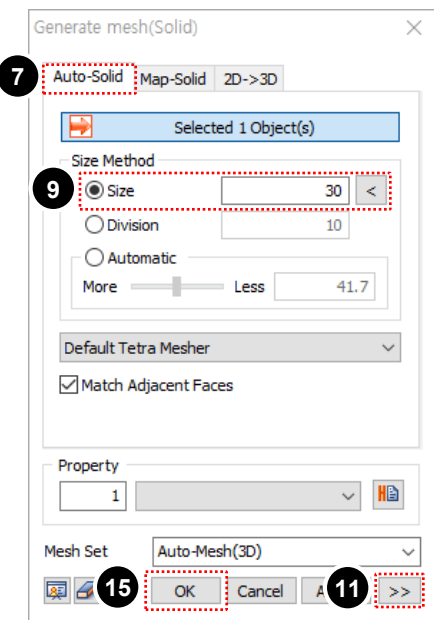 Generate mesh(Solid)
7 Auto-Solid Map-Solid 2D->3D
Selected 1 Object(s)
Size Method
9 Size 30 <
Division 10
Automatic
More Less 41.7
Default Tetra Mesher
Match Adjacent Faces
Property
1
Mesh Set Auto-Mesh(3D)
15 OK Cancel 11 >>